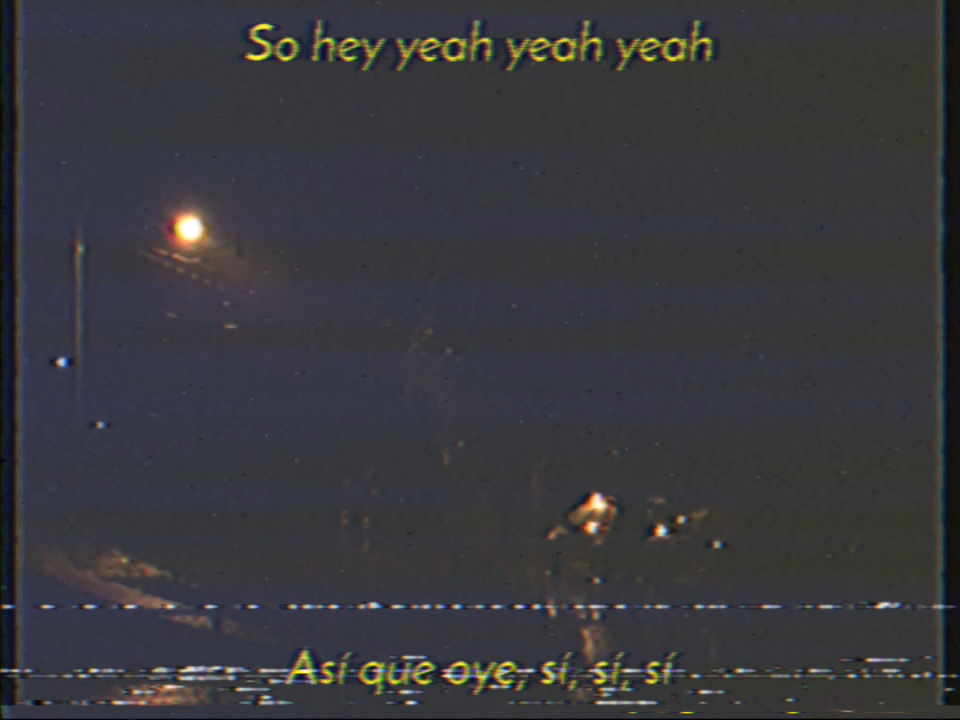 So hey yeah yeah yeah
Así que oye, sí, sí, sí